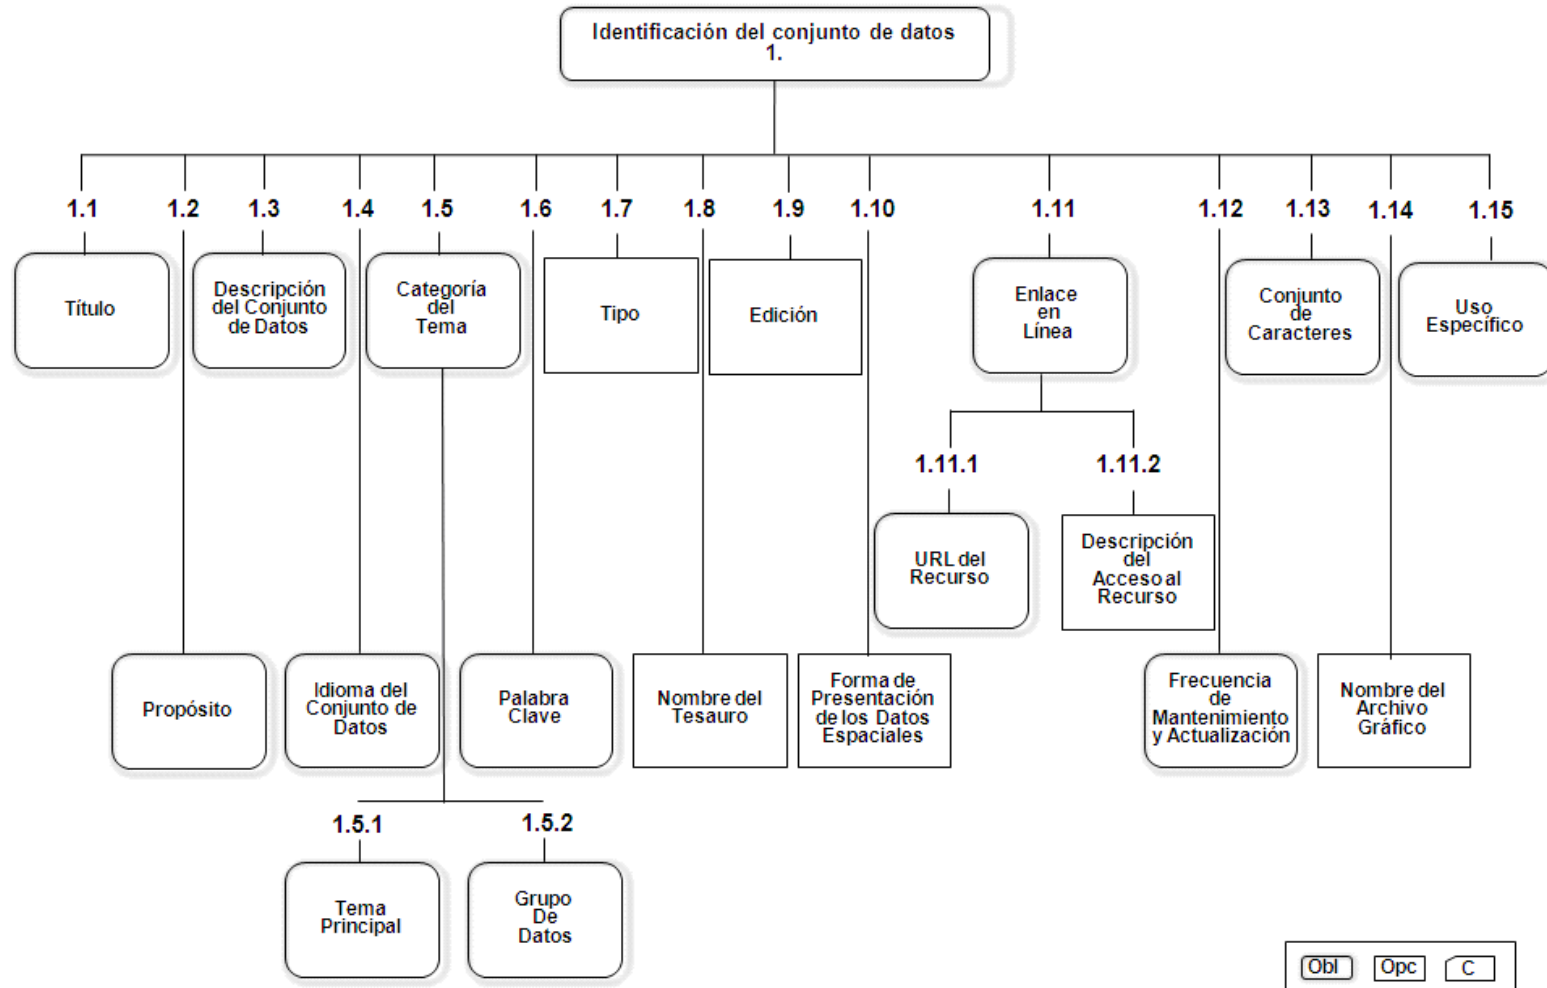 Identificación del conjunto de datos
1.
1.1
1.2
1.3
1.4
1.5
1.6
1.7
1.8
1.9
1.10
1.11
1.12
1.13
1.14
1.15
Título
Descripción
del Conjunto
de Datos
Categoría
del
Tema
Tipo
Edición
Enlace
en
Línea
Conjunto
de
Caracteres
Uso
Específico
1.11.1
1.11.2
URL del
Recurso
Descripción
del
Acceso al
Recurso
Propósito
Idioma del
Conjunto de
Datos
Palabra
Clave
Nombre del
Tesauro
Forma de
Presentación
de los Datos
Espaciales
Frecuencia
de
Mantenimiento
y Actualización
Nombre del
Archivo
Gráfico
1.5.1
1.5.2
Tema
Principal
Grupo
De
Datos
Obl
Opc
C